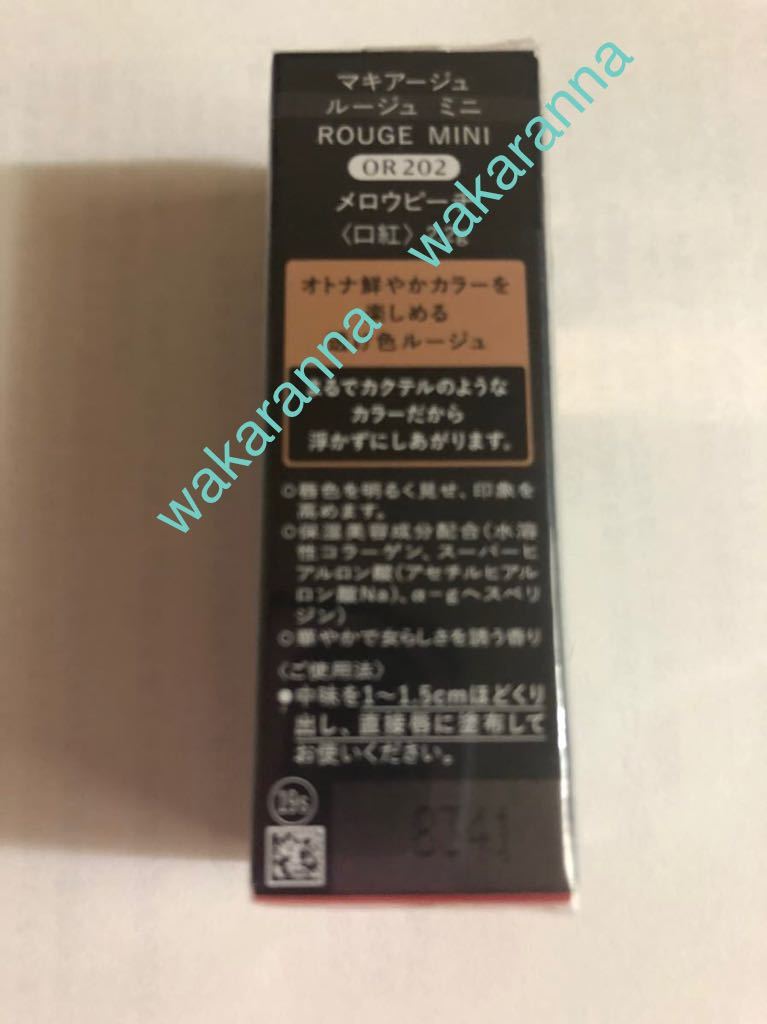 マキアージュ
ルージュ ミニ
ROUGE MINI
OR202
メロウピーチ
〈口紅〉
オトナ鮮やかカラーを
楽しめる
色ルージュ
まるでカクテルのような
カラーだから
浮かずにしあがります。
○唇色を明るく見せ、印象を
高めます。
○保湿美容成分配合(水溶
性コラーゲン、スーパーヒ
アルロン酸(アセチルヒアル
ロン酸Na)、α-gヘスペリ
ジン)
○華やかで女らしさを誘う香り
〈ご使用法〉
●中味を1〜1.5cmほどくり
出し、直接唇に塗布して
お使いください。
19s
8341
wakaranna
wakaranna